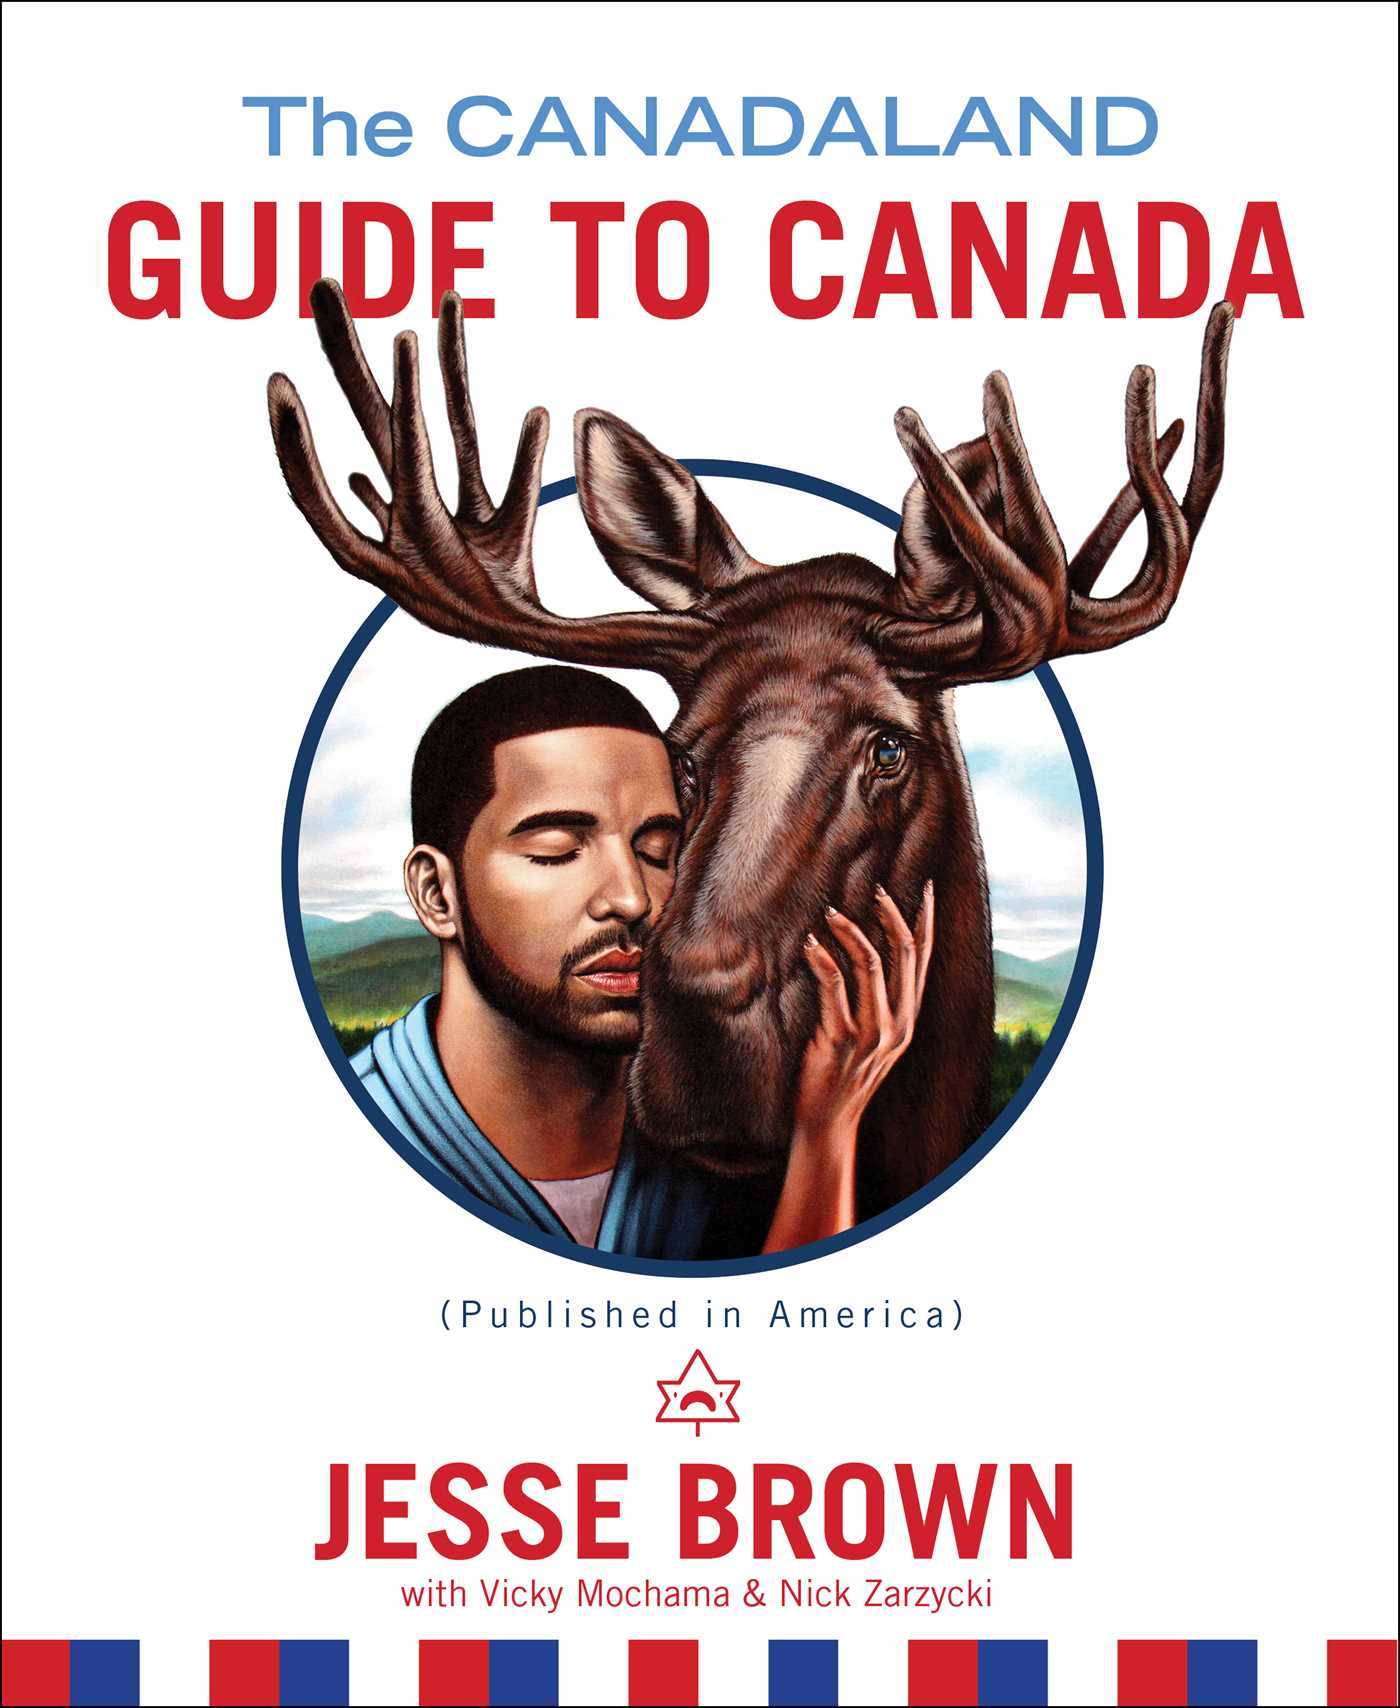 The CANADALAND
GUIDE TO CANADA
(Published in America)
JESSE BROWN
with Vicky Mochama & Nick Zarzycki